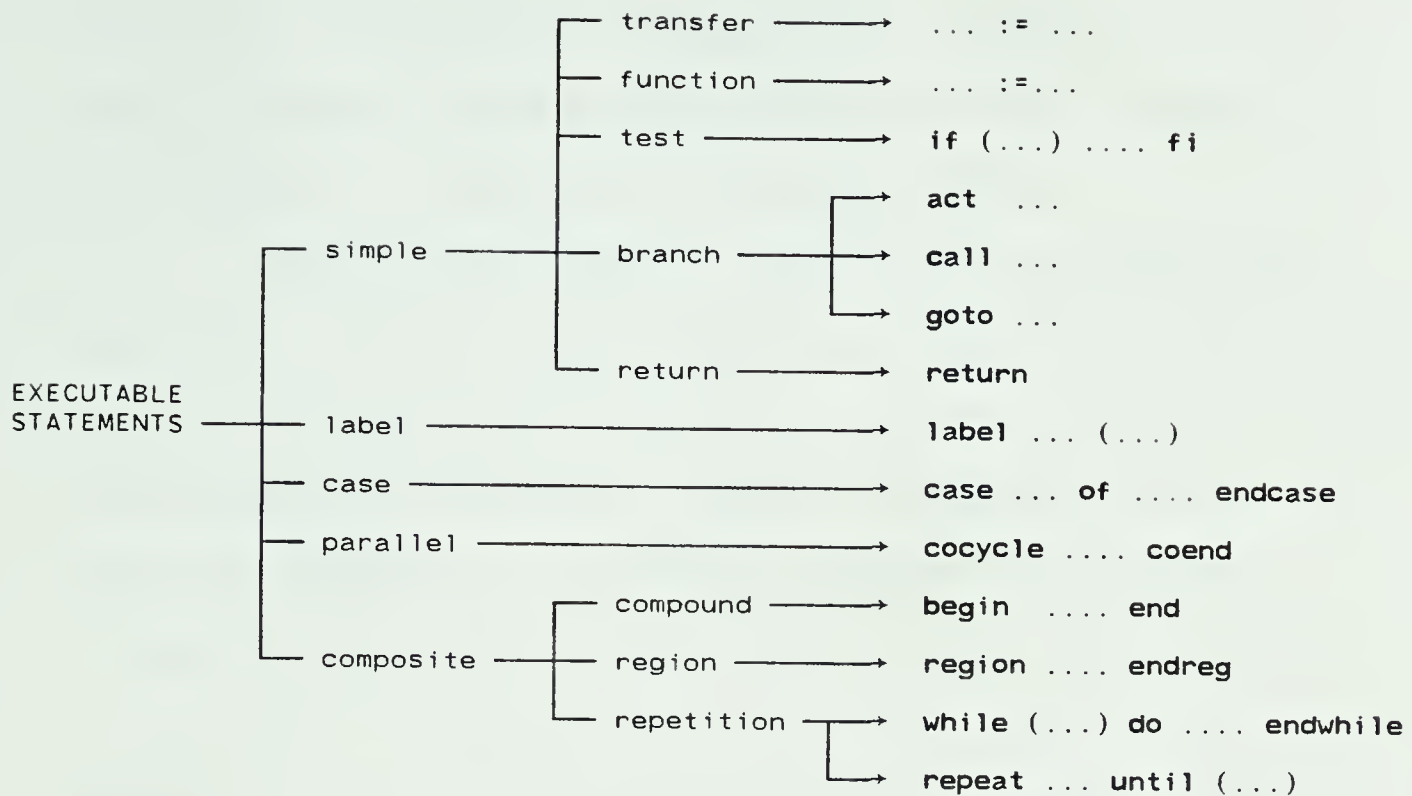 transfer ... := ...
function ... :=...
test if (...) .... fi
act ...
simple branch call ...
goto ...
return return
EXECUTABLE
STATEMENTS label label ... (...)
case case ... of .... endcase
parallel cocycle .... coend
compound begin .... end
composite region region .... endreg
repetition while (...) do .... endwhile
repeat ... until (...)